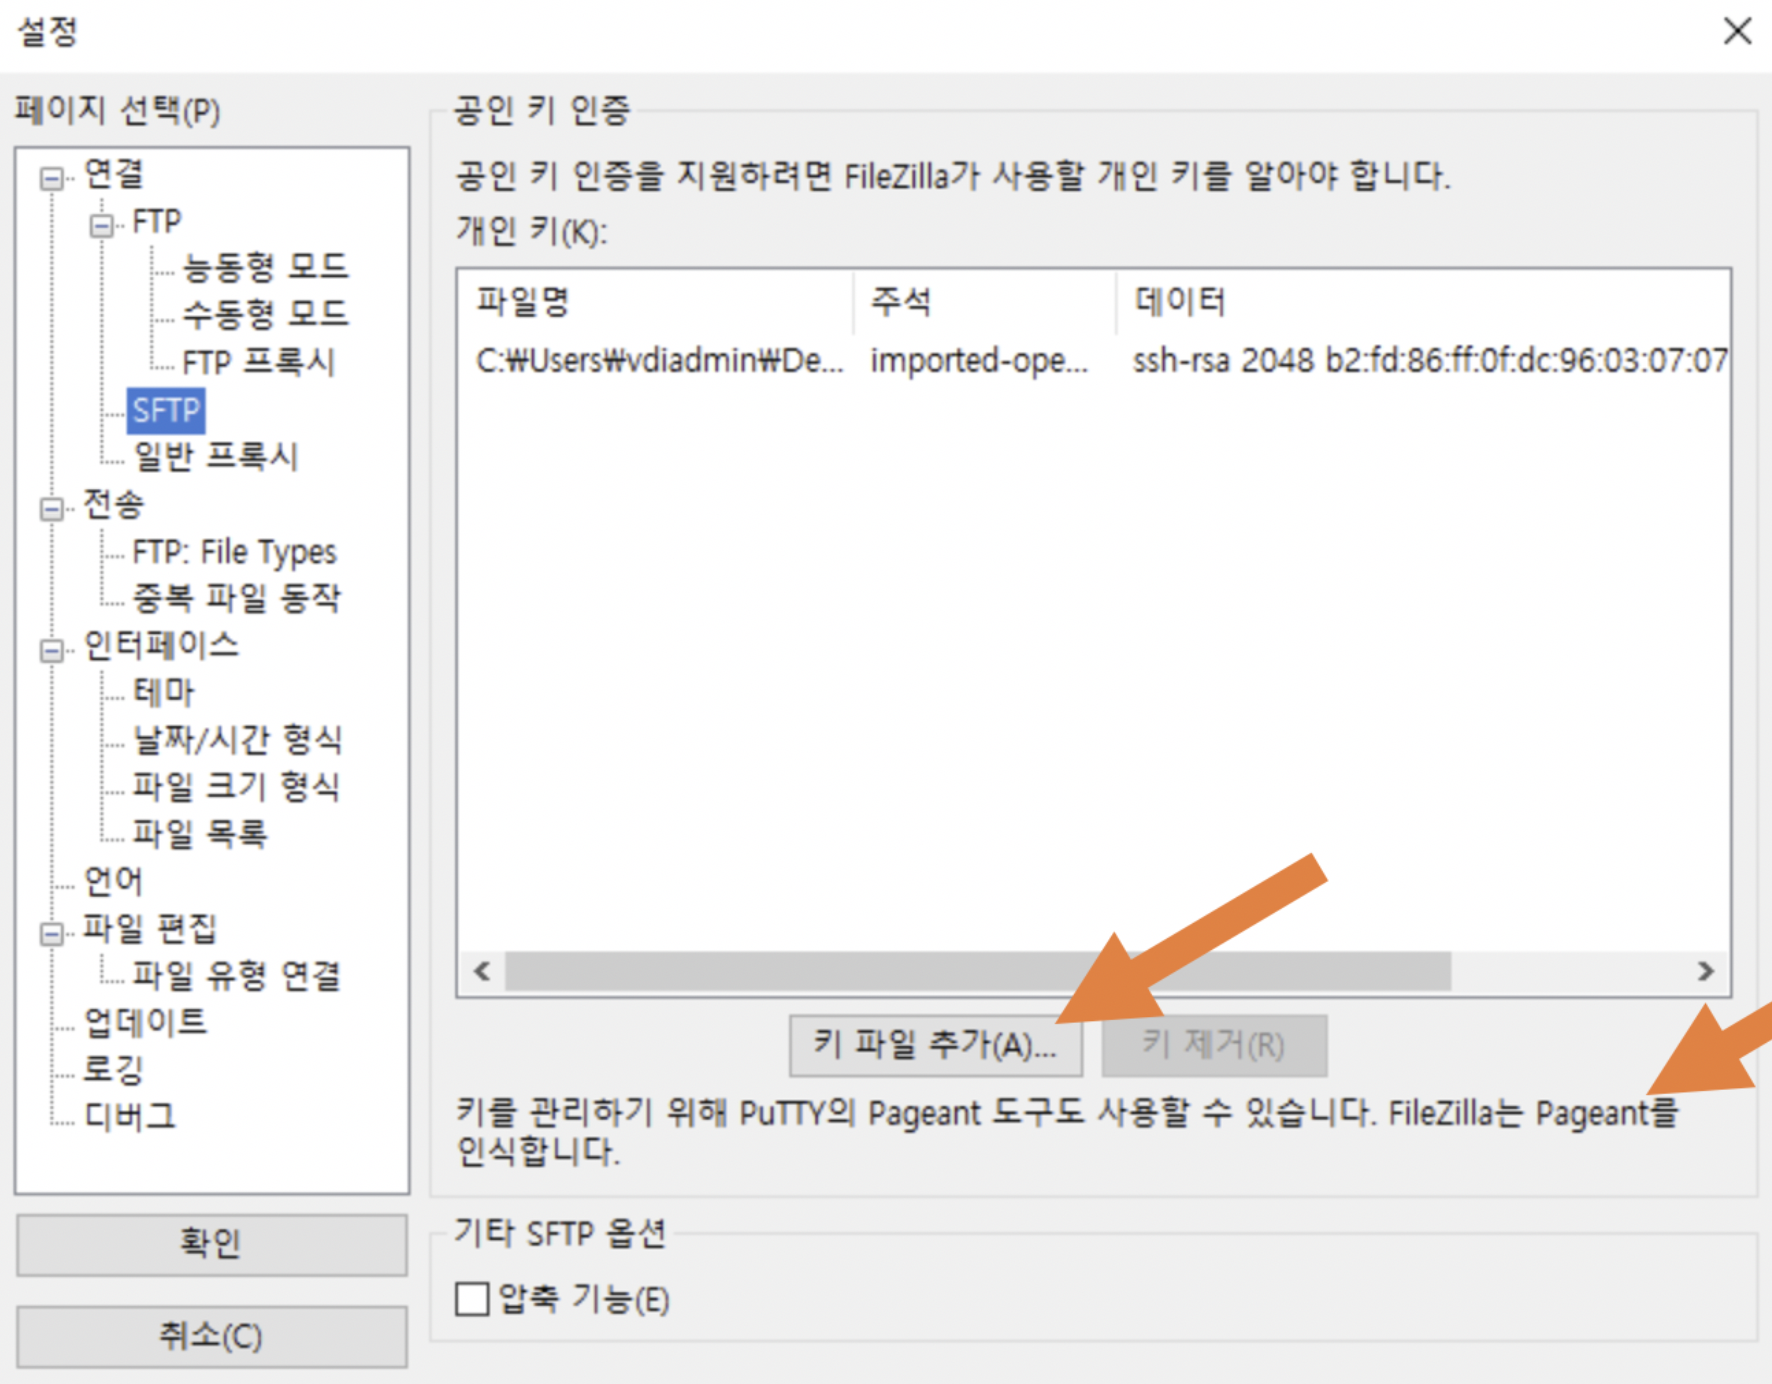 설정
페이지 선택(P)
연결
FTP
능동형 모드
수동형 모드
FTP 프록시
SFTP
일반 프록시
전송
FTP: File Types
중복 파일 동작
인터페이스
테마
날짜/시간 형식
파일 크기 형식
파일 목록
언어
파일 편집
파일 유형 연결
업데이트
로깅
디버그
확인
취소(C)
공인 키 인증
공인 키 인증을 지원하려면 FileZilla가 사용할 개인 키를 알아야 합니다.
개인 키(K):
파일명 주석 데이터
C:₩Users₩vdiadmin₩De... imported-ope... ssh-rsa 2048 b2:fd:86:ff:0f:dc:96:03:07:07
키 파일 추가(A)... 키 제거(R)
키를 관리하기 위해 PuTTY의 Pageant 도구도 사용할 수 있습니다. FileZilla는 Pageant를
인식합니다.
기타 SFTP 옵션
압축 기능(E)